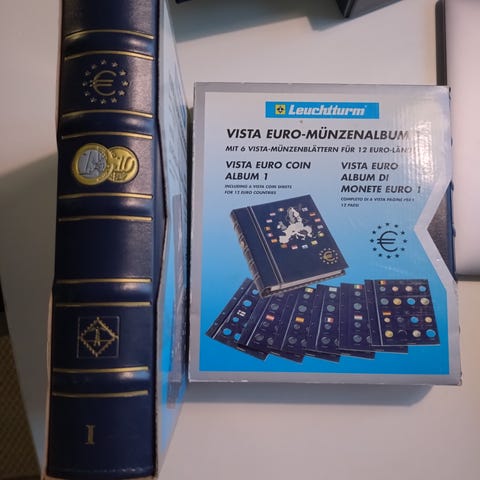 Leuchtturm
VISTA EURO-MÜNZENALBUM
MIT 6 VISTA-MÜNZENBLÄTTERN FÜR 12 EURO-LÄN
VISTA EURO COIN
ALBUM 1
INCLUDING 6 VISTA COIN SHEETS
FOR 12 EURO COUNTRIES
VISTA EURO
ALBUM DI
MONETE EURO 1
COMPLETO DI 6 VISTA PAGINE PER I
12 PAESI
€
€
1
10
I